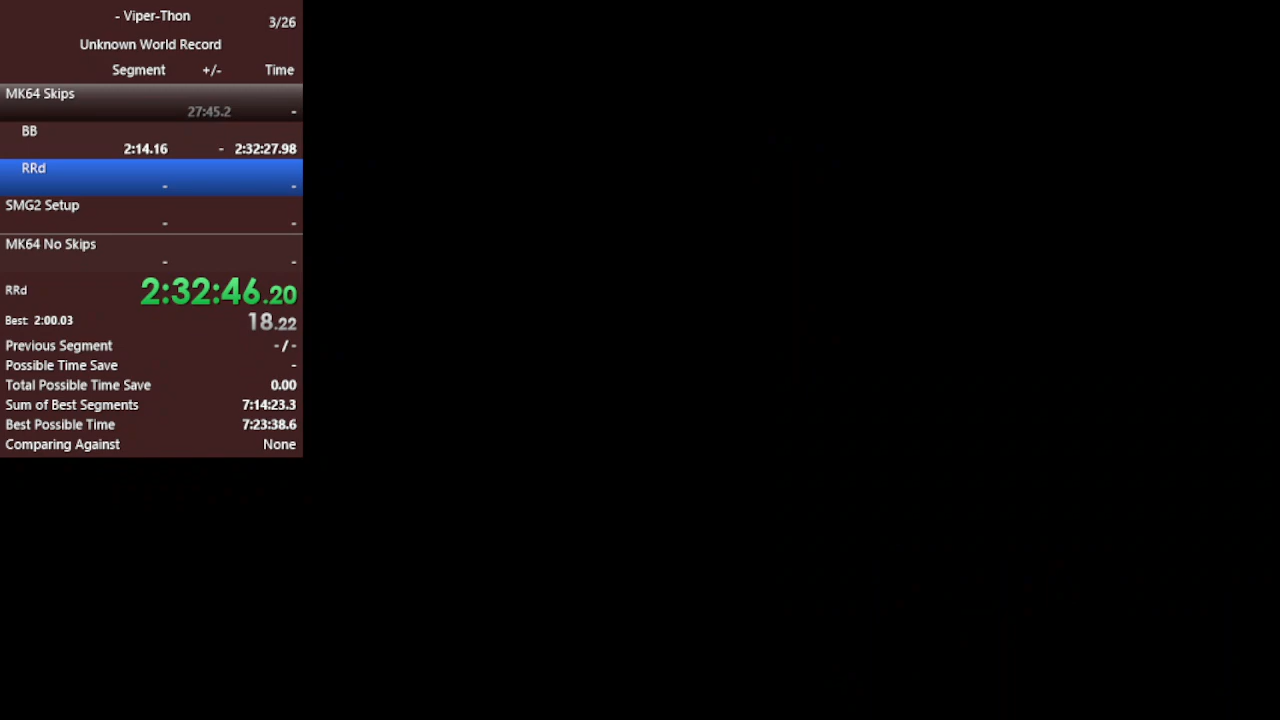 - Viper-Thon
3/26
Unknown World Record
Segment +/- Time
MK64 Skips
27:45.2 -
BB
2:14.16 - 2:32:27.98
RRd
- -
SMG2 Setup
- -
MK64 No Skips
- -
RRd 2:32:46.20
Best: 2:00.03 18.22
Previous Segment - / -
Possible Time Save -
Total Possible Time Save 0.00
Sum of Best Segments 7:14:23.3
Best Possible Time 7:23:38.6
Comparing Against None